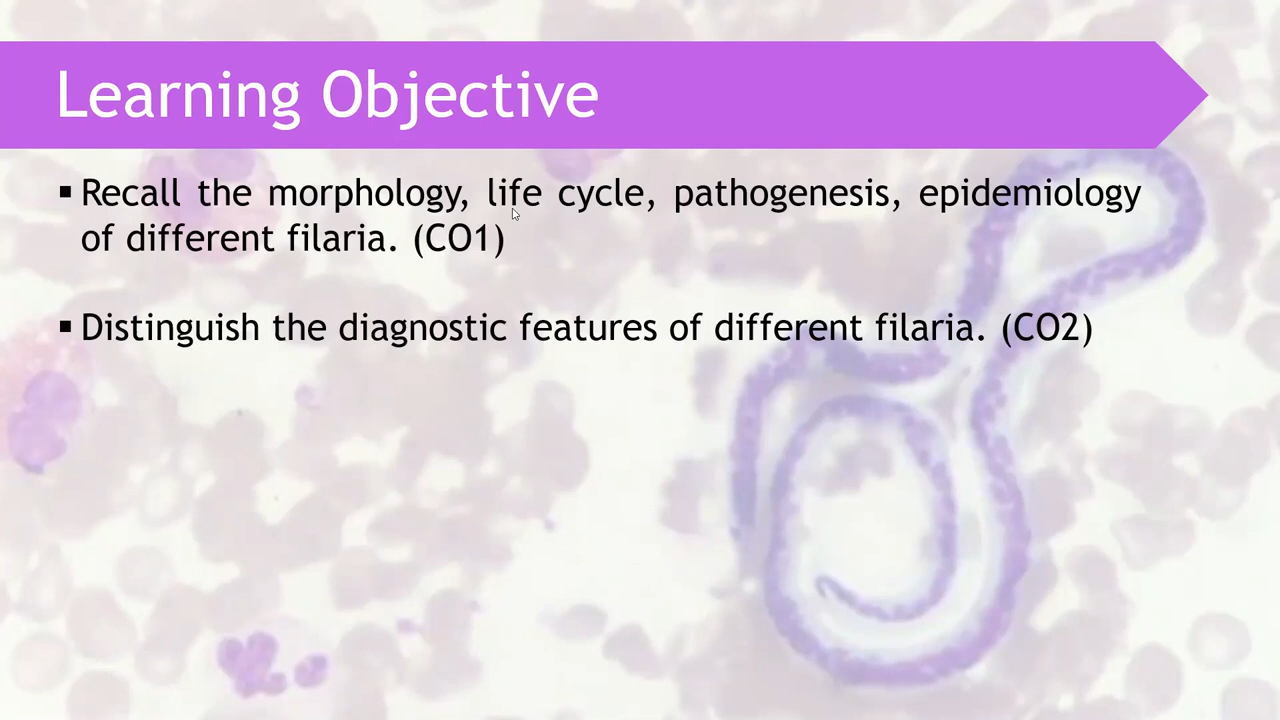 Learning Objective
▪ Recall the morphology, life cycle, pathogenesis, epidemiology
of different filaria. (CO1)
▪ Distinguish the diagnostic features of different filaria. (CO2)